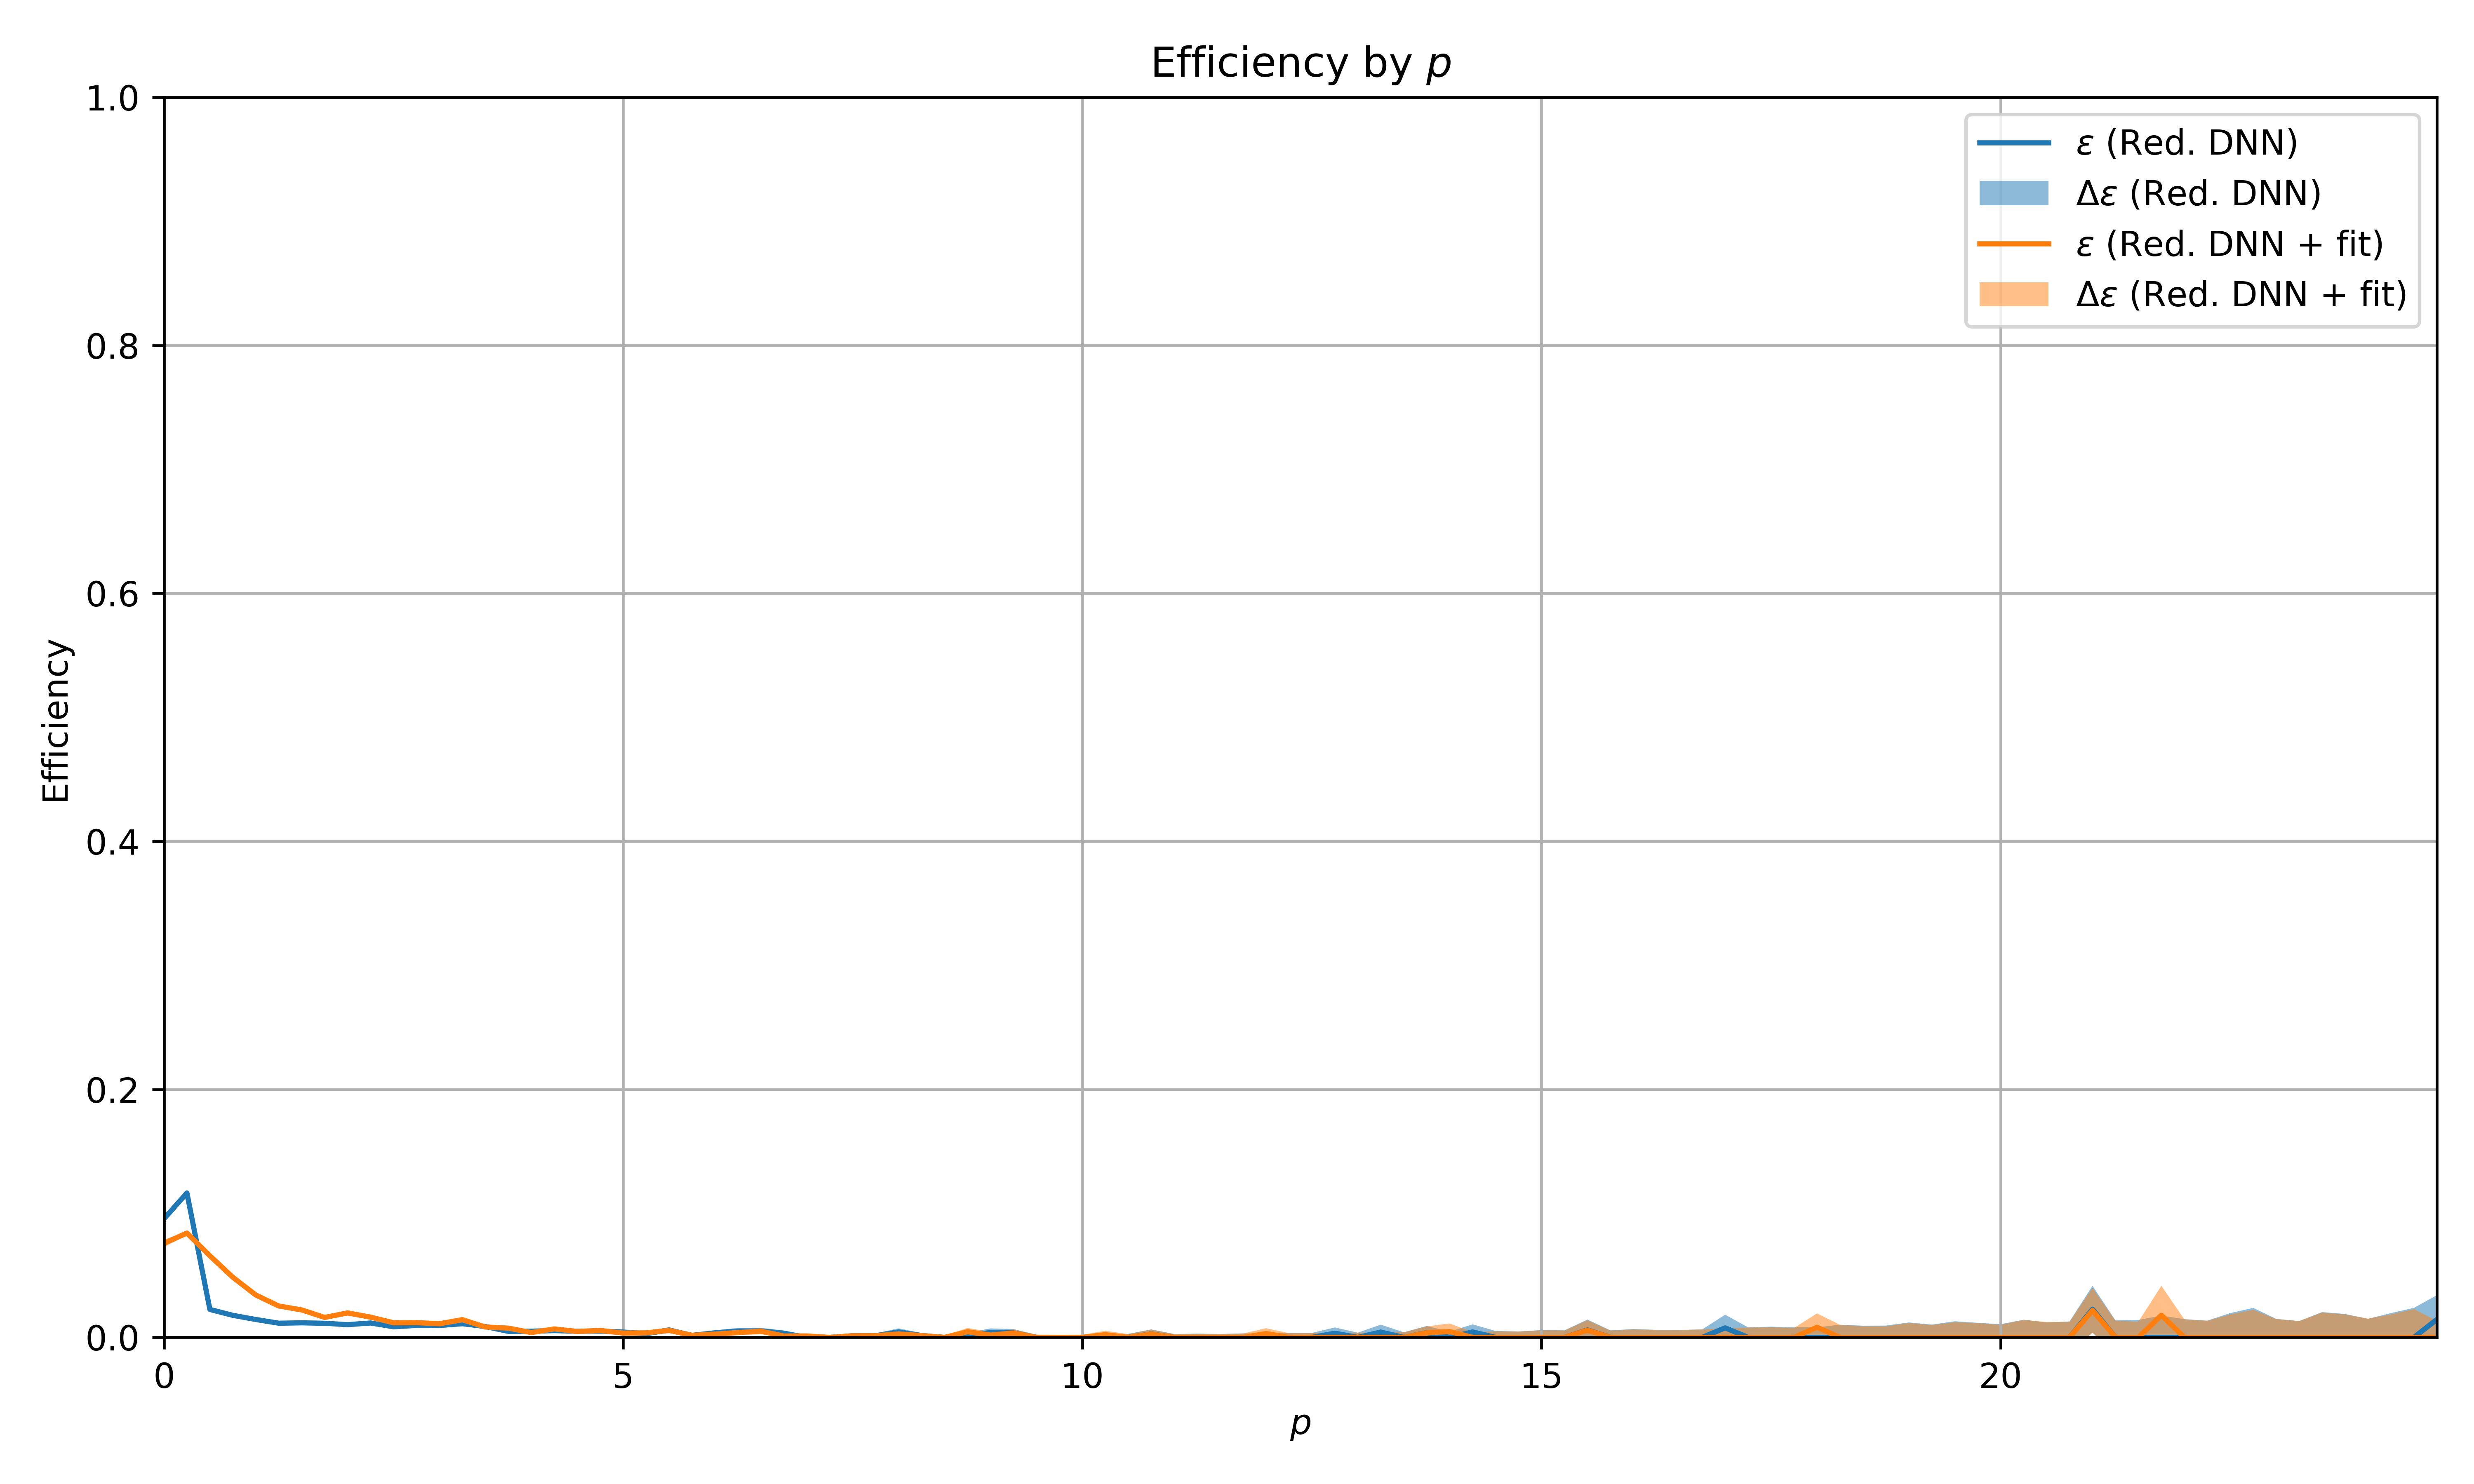 Efficiency by p
1.0
0.8
0.6
0.4
0.2
0.0
Efficiency
0 5 10 15 20
p
ε (Red. DNN)
Δε (Red. DNN)
ε (Red. DNN + fit)
Δε (Red. DNN + fit)